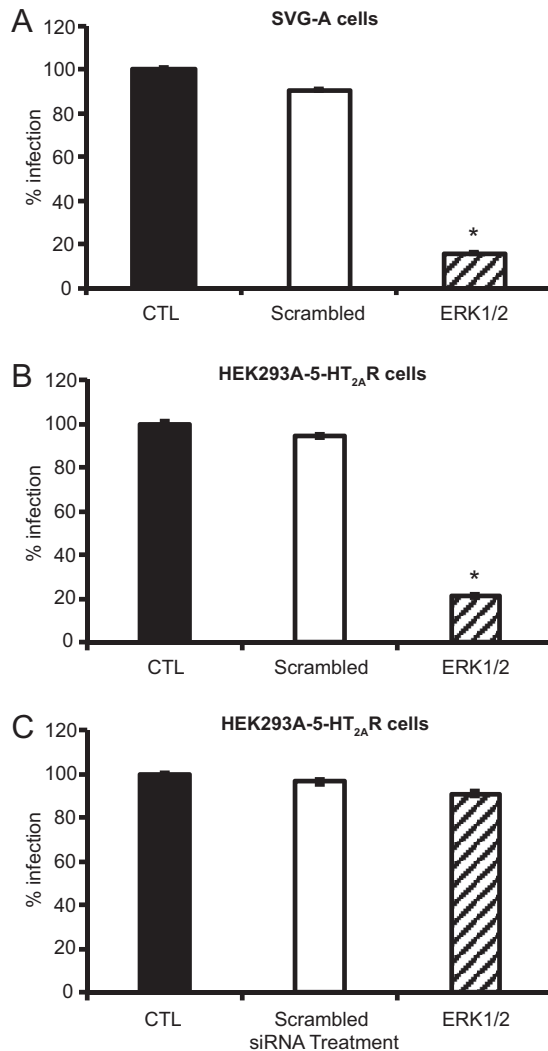 A
SVG-A cells
% infection
120
100
80
60
40
20
0
*
CTL
Scrambled
ERK1/2
B
HEK293A-5-HT2AR cells
% infection
120
100
80
60
40
20
0
*
CTL
Scrambled
ERK1/2
C
HEK293A-5-HT2AR cells
% infection
120
100
80
60
40
20
0
CTL
Scrambled
ERK1/2
siRNA Treatment